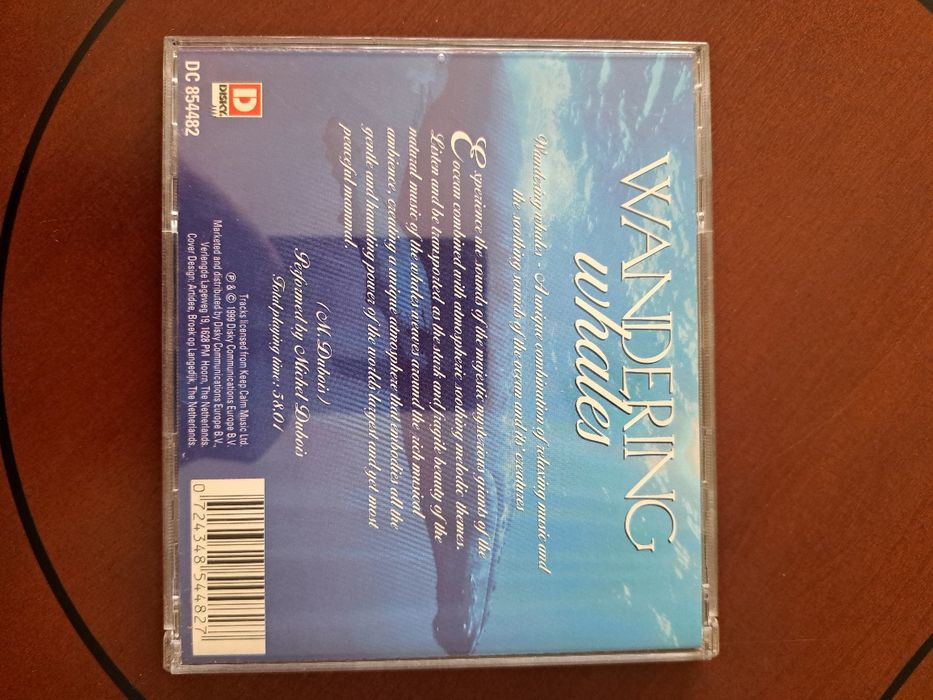 WANDERING
whales
Wandering whales - A unique combination of relaxing music and
the soothing sounds of the ocean and its' creatures
Experience the sounds of the majestic mysterious giants of the
ocean combined with atmospheric soaking melodic themes.
Listen and be transported as the stark and fragile beauty of the
natural music of the whales weaves around the rich musical
ambience, creating a unique atmosphere that embodies all the
gentle and haunting power of the worlds largest and yet most
peaceful mammal.
(M. Dubois)
Performed by Michel Dubois
Total playing time: 58.01
Tracks licensed from Keep Calm Music Ltd.
℗ & © 1999 Disky Communications Europe B.V.
Marketed and distributed by Disky Communications Europe B.V.,
Verlengde Lageweg 19, 1628 PM Hoorn, The Netherlands.
Cover Design: Artidee, Broek op Langedijk, The Netherlands.
D
DISKY
DC 854482
0 724348 544827